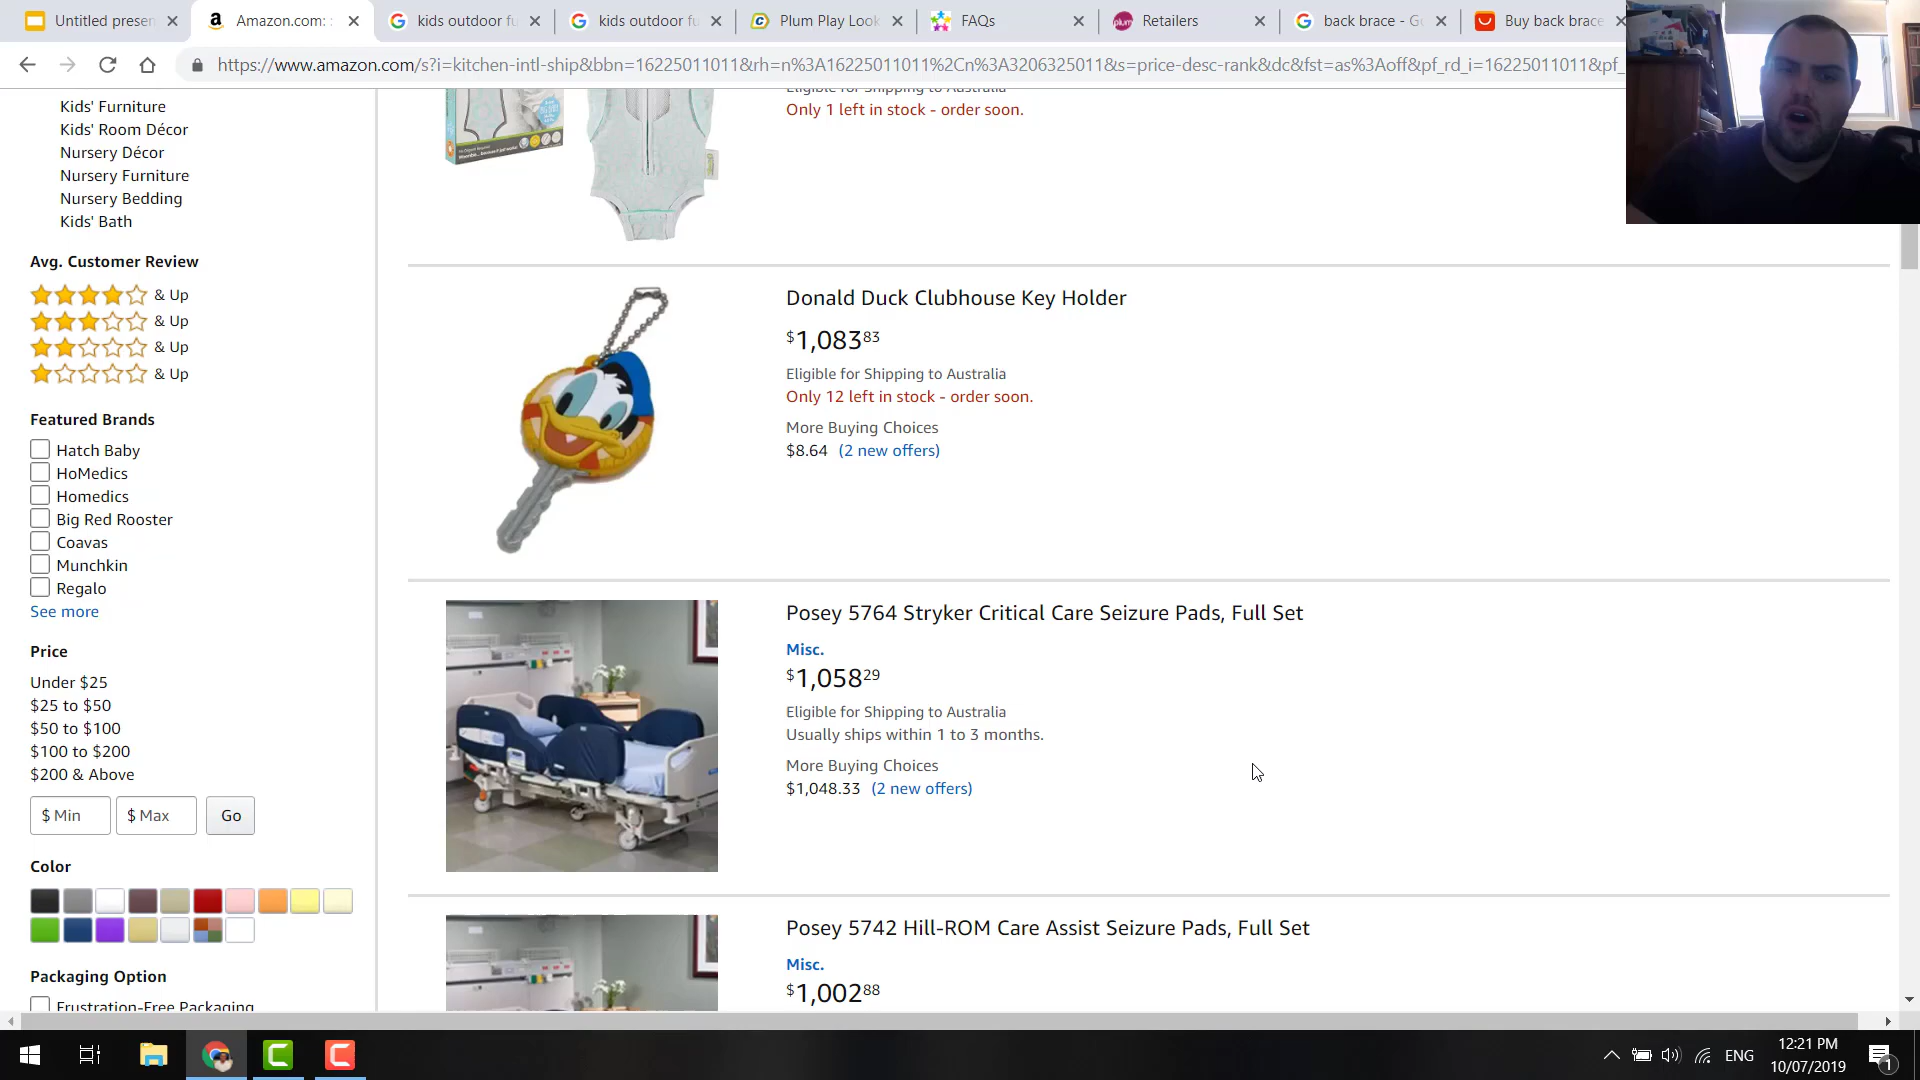 Untitled presen
Amazon.com:
kids outdoor fu
kids outdoor fu
Plum Play Look
FAQs
Retailers
back brace - G
Buy back brace
https://www.amazon.com/s?i=kitchen-intl-ship&bbn=16225011011&rh=n%3A16225011011%2Cn%3A3206325011&s=price-desc-rank&dc&fst=as%3Aoff&pf_rd_i=16225011011&pf_
Kids' Furniture
Kids' Room Décor
Nursery Décor
Nursery Furniture
Nursery Bedding
Kids' Bath
Avg. Customer Review
& Up
& Up
& Up
& Up
Featured Brands
Hatch Baby
HoMedics
Homedics
Big Red Rooster
Coavas
Munchkin
Regalo
See more
Price
Under $25
$25 to $50
$50 to $100
$100 to $200
$200 & Above
$ Min
$ Max
Go
Color
Packaging Option
Frustration-Free Packaging
Eligible for Shipping to Australia
Only 1 left in stock - order soon.
Donald Duck Clubhouse Key Holder
$1,083 83
Eligible for Shipping to Australia
Only 12 left in stock - order soon.
More Buying Choices
$8.64 (2 new offers)
Posey 5764 Stryker Critical Care Seizure Pads, Full Set
Misc.
$1,058 29
Eligible for Shipping to Australia
Usually ships within 1 to 3 months.
More Buying Choices
$1,048.33 (2 new offers)
Posey 5742 Hill-ROM Care Assist Seizure Pads, Full Set
Misc.
$1,002 88
ENG
12:21 PM
10/07/2019
1